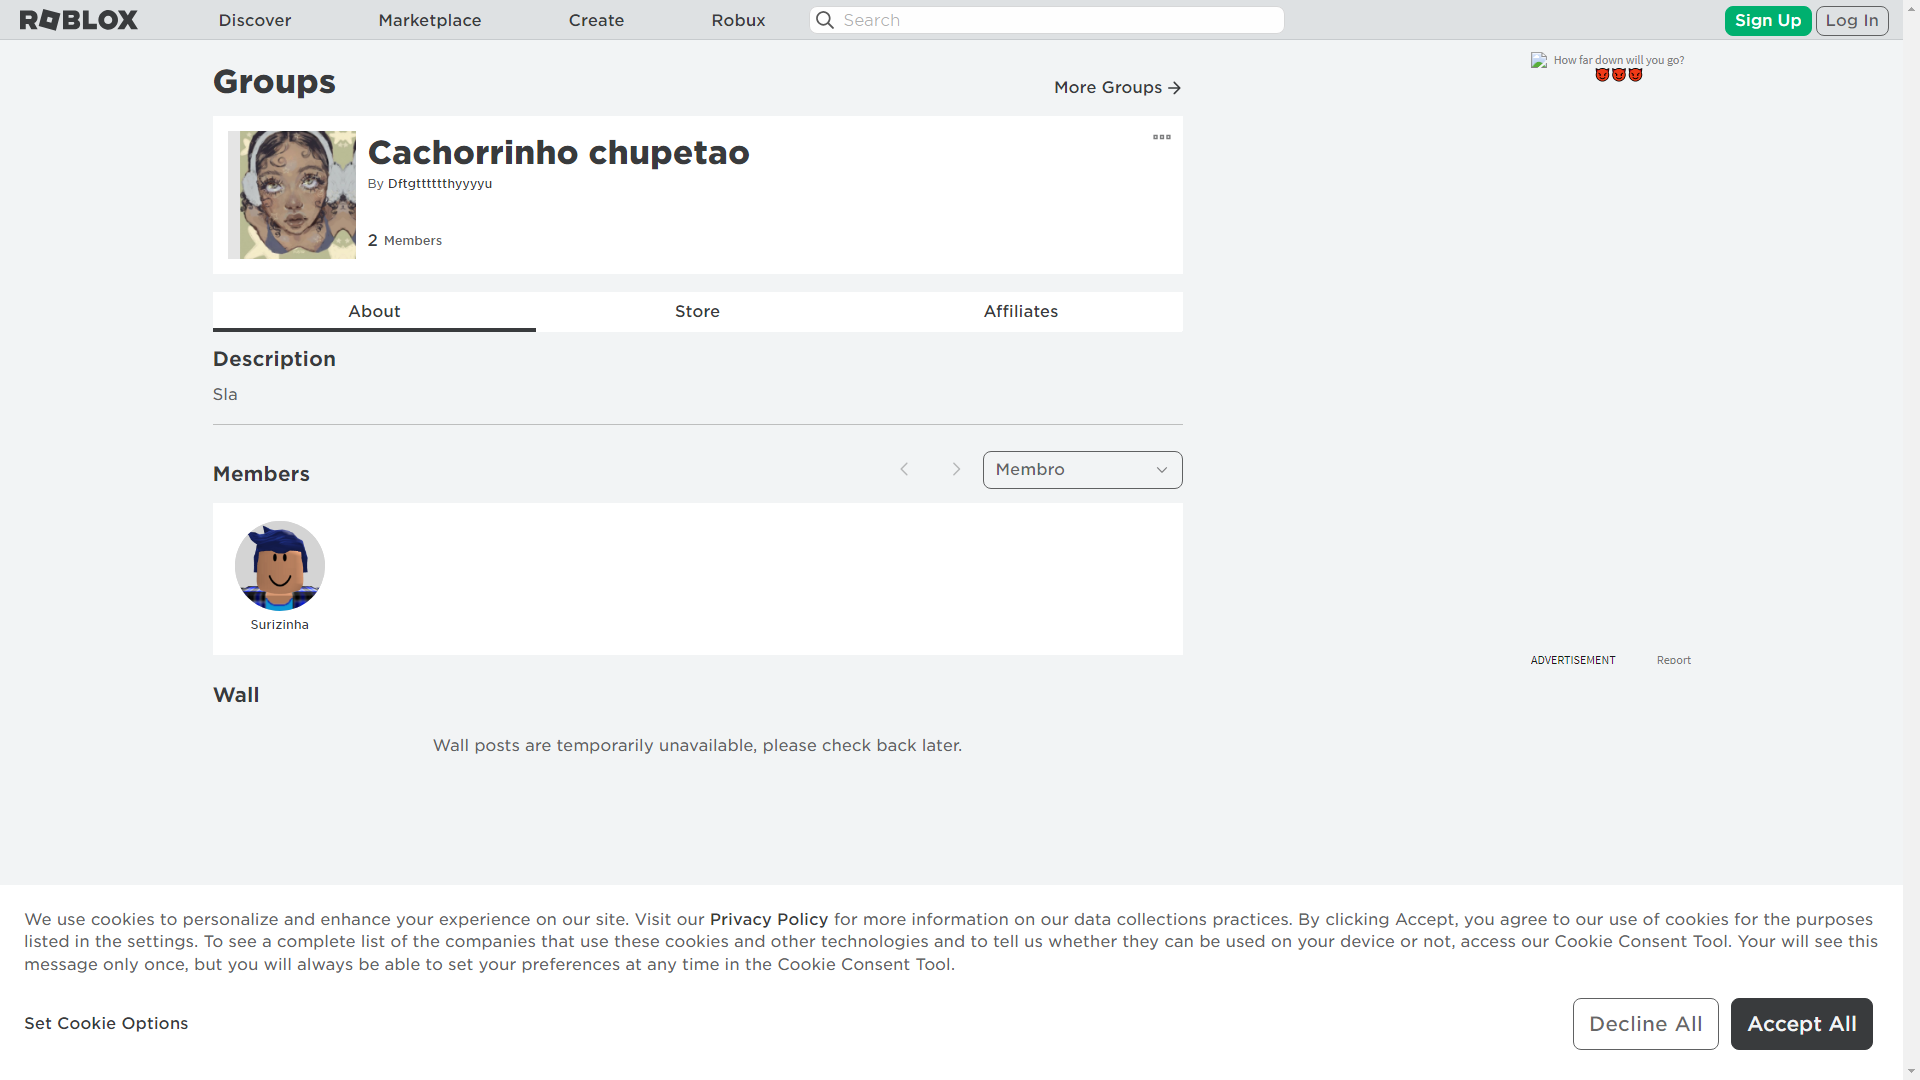 ROBLOX
Discover
Marketplace
Create
Robux
Search
Sign Up
Log In
How far down will you go?
Groups
More Groups
Cachorrinho chupetao
By Dftgtttttthyyyyu
2 Members
About
Store
Affiliates
Description
Sla
Members
Membro
Surizinha
ADVERTISEMENT
Report
Wall
Wall posts are temporarily unavailable, please check back later.
We use cookies to personalize and enhance your experience on our site. Visit our Privacy Policy for more information on our data collections practices. By clicking Accept, you agree to our use of cookies for the purposes
listed in the settings. To see a complete list of the companies that use these cookies and other technologies and to tell us whether they can be used on your device or not, access our Cookie Consent Tool. Your will see this
message only once, but you will always be able to set your preferences at any time in the Cookie Consent Tool.
Set Cookie Options
Decline All
Accept All